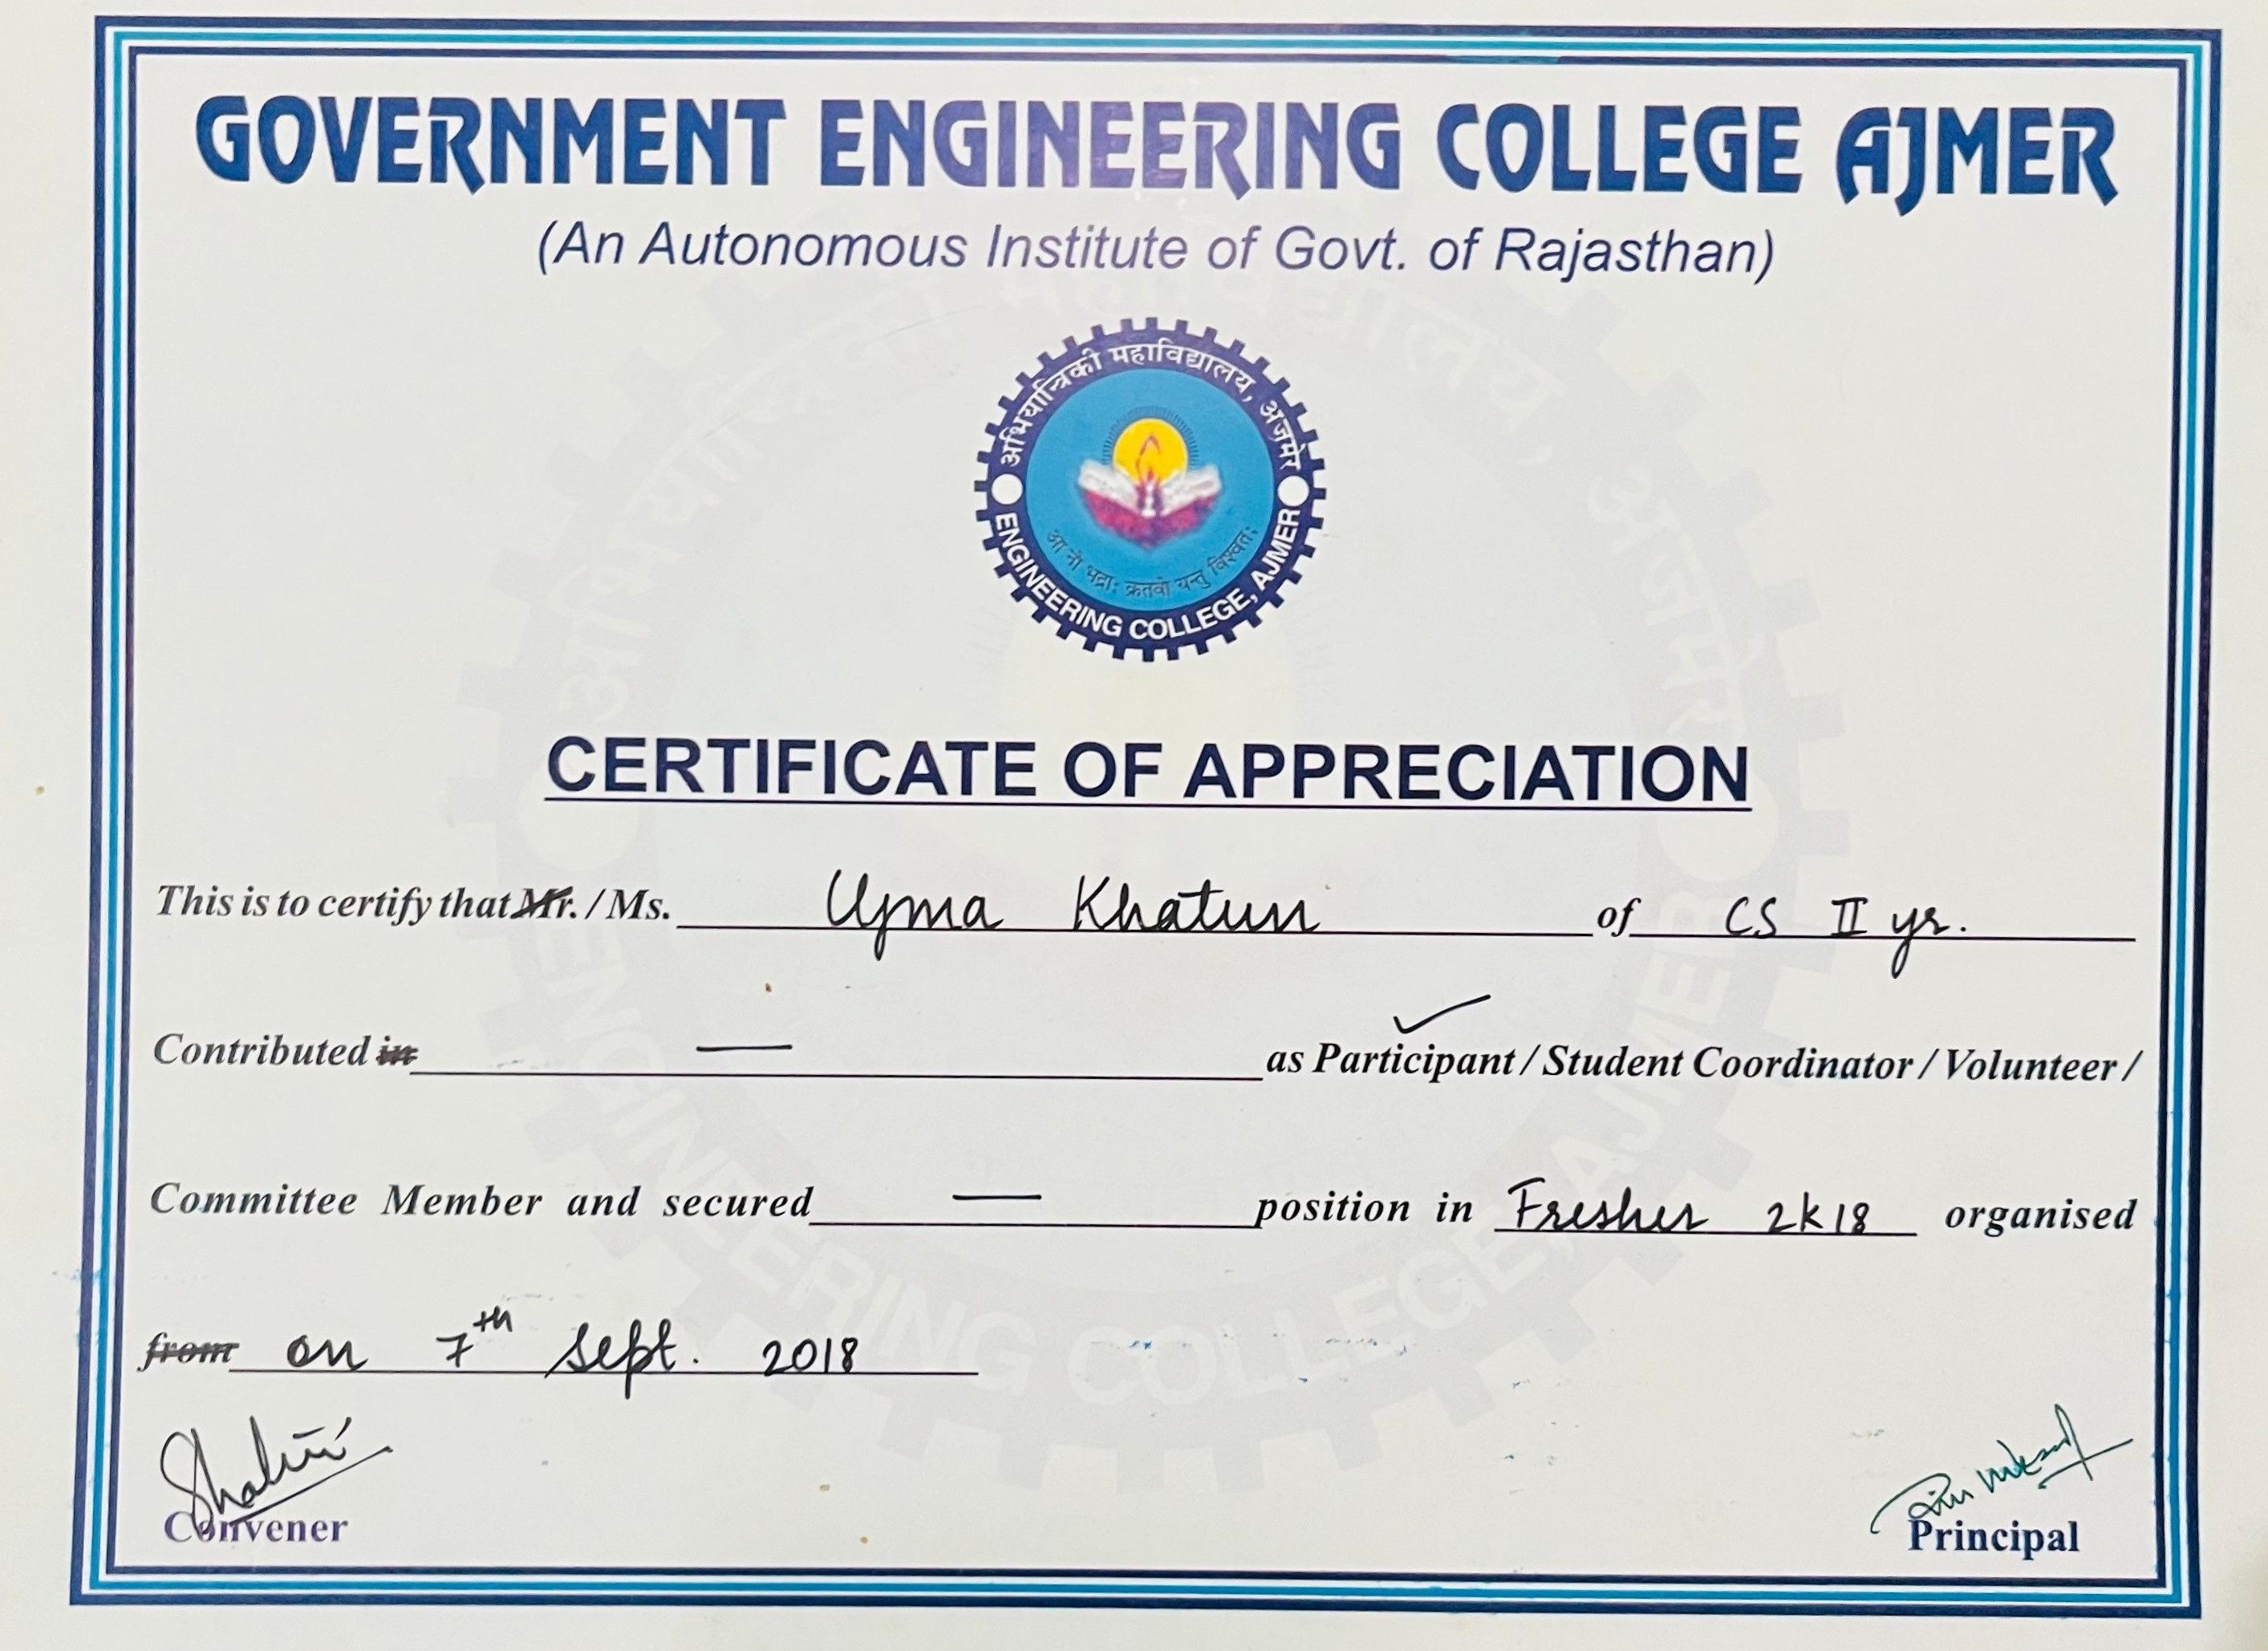 GOVERNMENT ENGINEERING COLLEGE AJMER
(An Autonomous Institute of Govt. of Rajasthan)
अभियान्त्रिकी महाविद्यालय, अजमेर
आ नो भद्रा: क्रतवो यन्तु विश्वत:
ENGINEERING COLLEGE, AJMER
CERTIFICATE OF APPRECIATION
This is to certify that Mr. / Ms. Uzma Khatun of CS II yr.
Contributed in — as Participant / Student Coordinator / Volunteer /
Committee Member and secured — position in Fresher 2k18 organised
from on 7th Sept. 2018
Convener
Principal